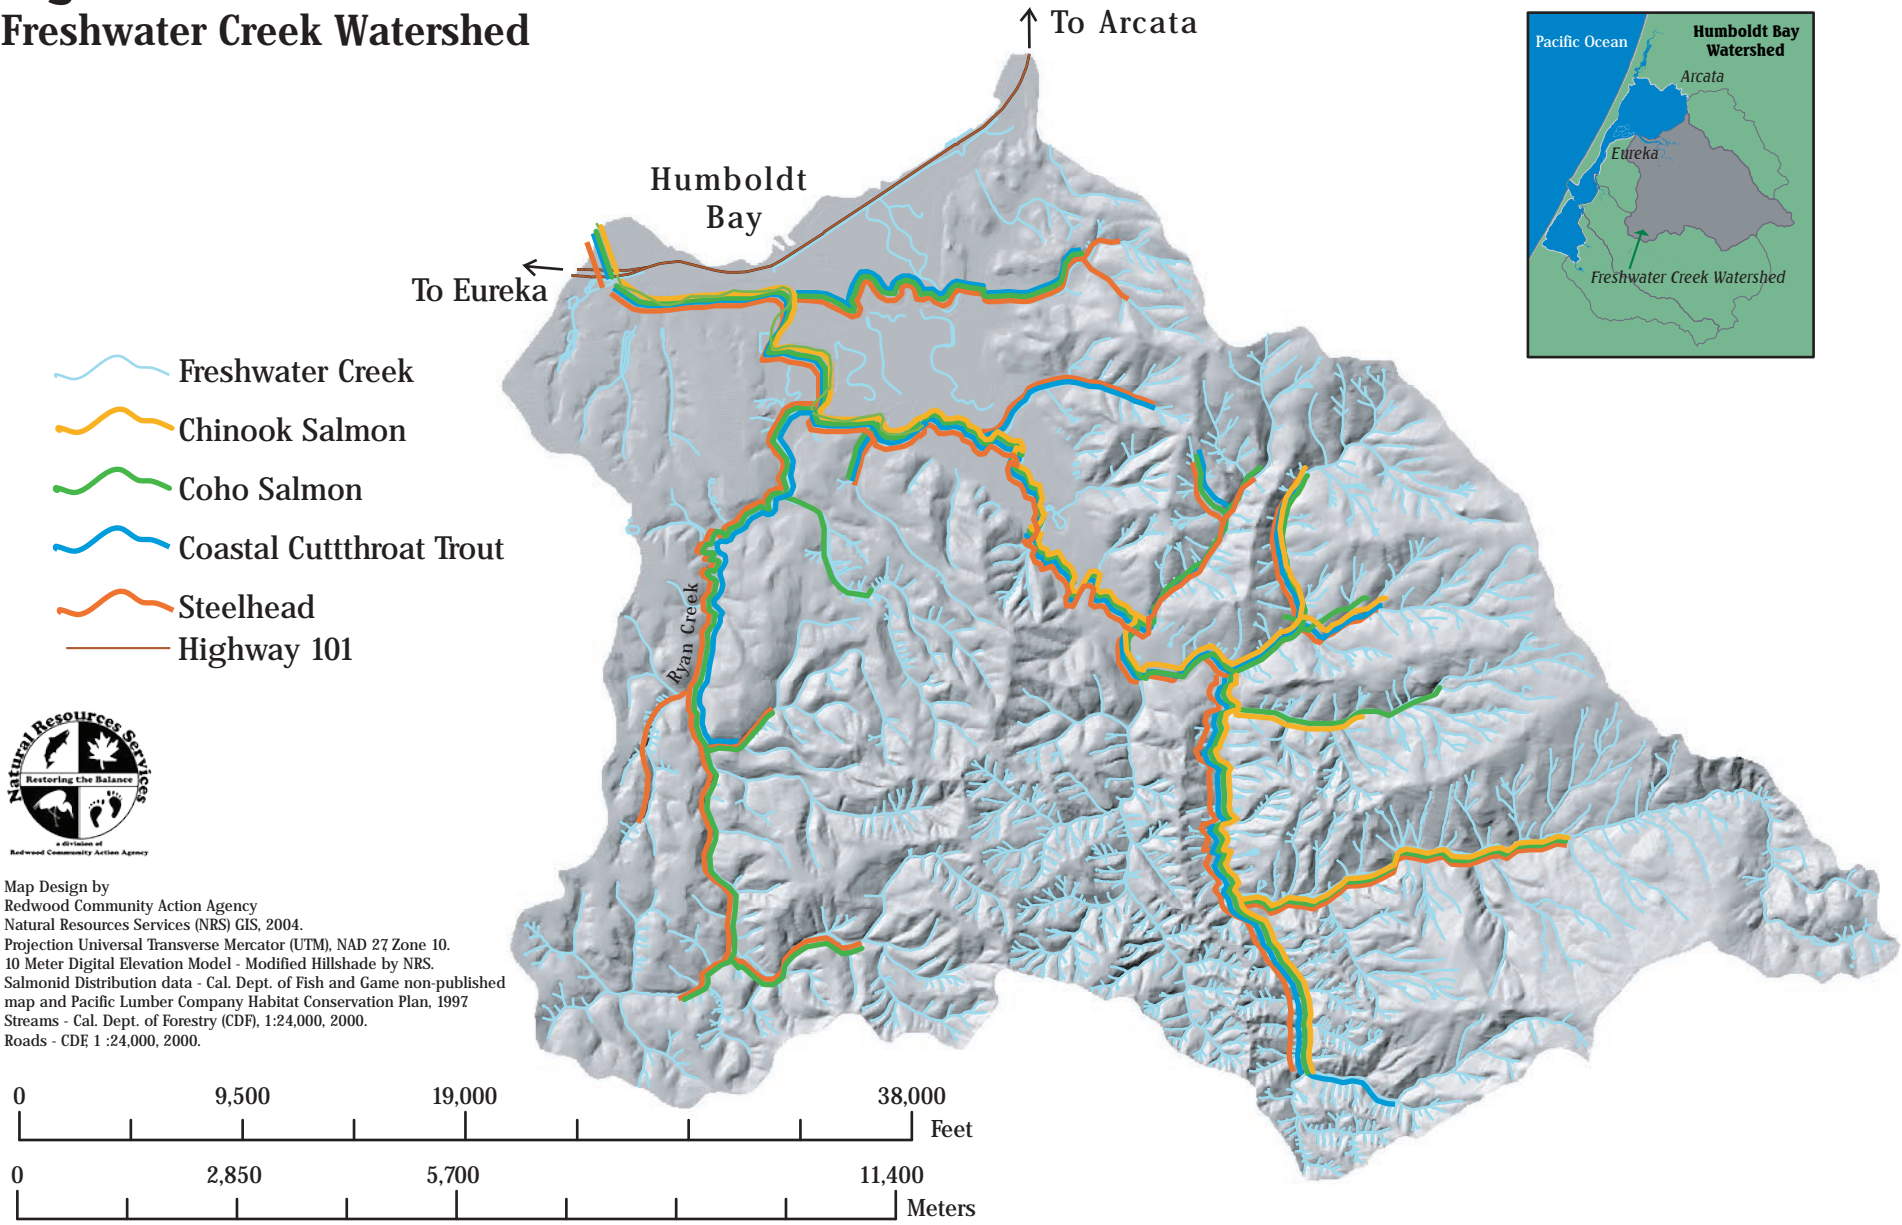 Freshwater Creek Watershed
To Arcata
Pacific Ocean
Humboldt Bay
Watershed
Arcata
Eureka
Freshwater Creek Watershed
Humboldt
Bay
To Eureka
Freshwater Creek
Chinook Salmon
Coho Salmon
Coastal Cuttthroat Trout
Steelhead
Highway 101
Ryan Creek
Natural Resources Services
Restoring the Balance
a division of
Redwood Community Action Agency
Map Design by
Redwood Community Action Agency
Natural Resources Services (NRS) GIS, 2004.
Projection Universal Transverse Mercator (UTM), NAD 27, Zone 10.
10 Meter Digital Elevation Model - Modified Hillshade by NRS.
Salmonid Distribution data - Cal. Dept. of Fish and Game non-published
map and Pacific Lumber Company Habitat Conservation Plan, 1997.
Streams - Cal. Dept. of Forestry (CDF), 1:24,000, 2000.
Roads - CDF, 1 :24,000, 2000.
0 9,500 19,000 38,000
Feet
0 2,850 5,700 11,400
Meters